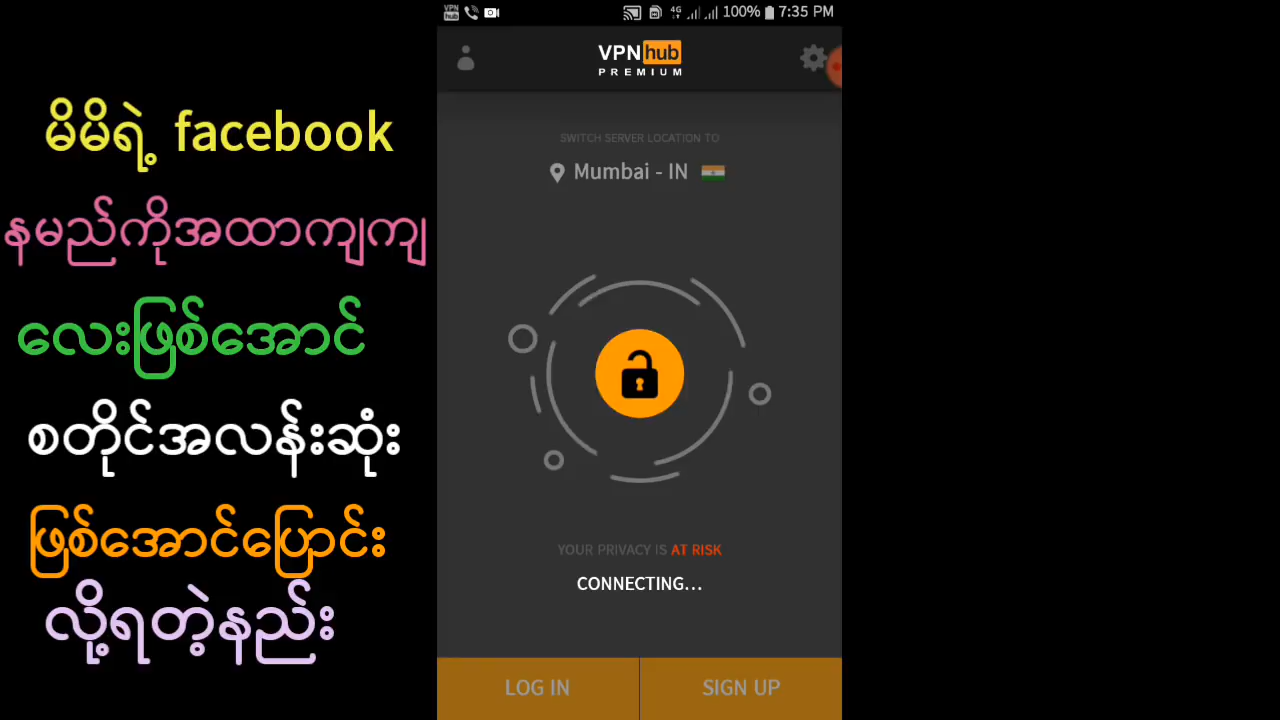 မိမိရဲ့ facebook
နမည်ကိုအထာကျကျ
လေးဖြစ်အောင်
စတိုင်အလန်းဆုံး
ဖြစ်အောင်ပြောင်း
လို့ရတဲ့နည်း
VPN hub
4G 100% 7:35 PM
VPN hub
PREMIUM
SWITCH SERVER LOCATION TO
Mumbai - IN
YOUR PRIVACY IS AT RISK
CONNECTING...
LOG IN
SIGN UP